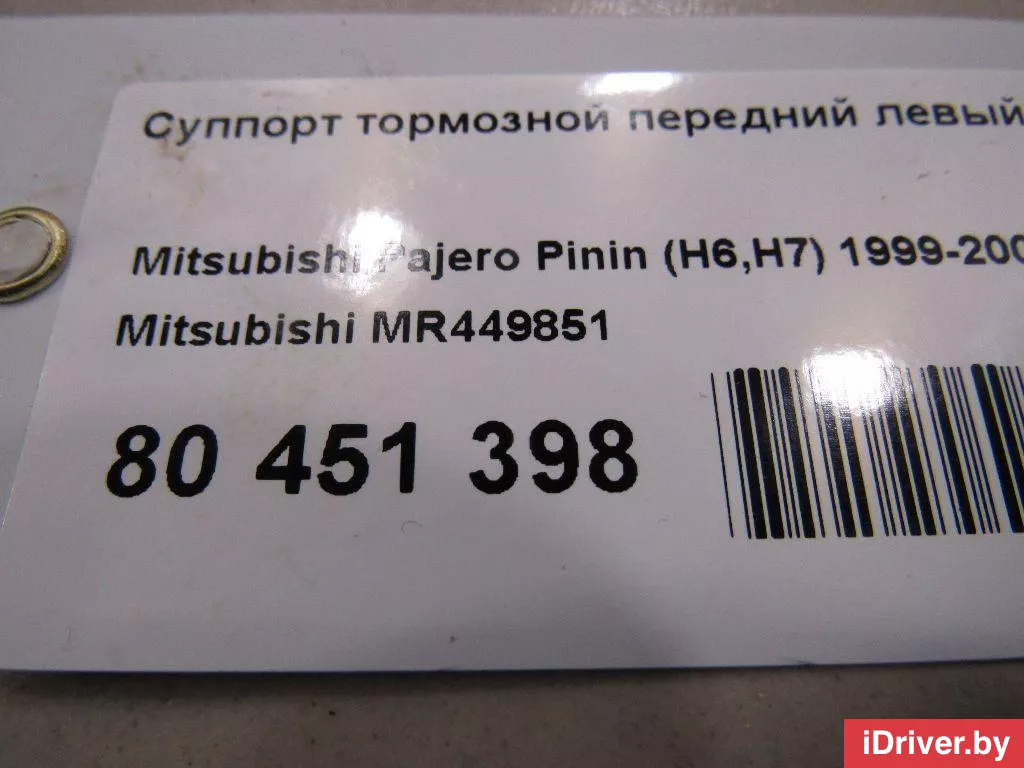 Суппорт тормозной передний левый
Mitsubishi Pajero Pinin (H6,H7) 1999-200
Mitsubishi MR449851
80 451 398
iDriver.by